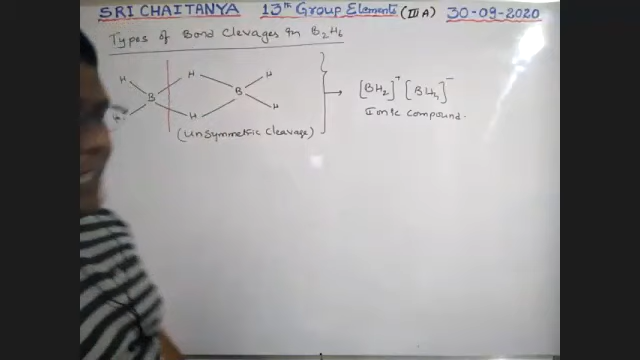 SRI CHAITANYA 13th Group Elements (IIIA) 30-09-2020
Types of Bond Clevages in B2H6
H H H
B B
H H H
(Unsymmetric Cleavage)
[BH2]+ [BH4]-
Ionic compound.